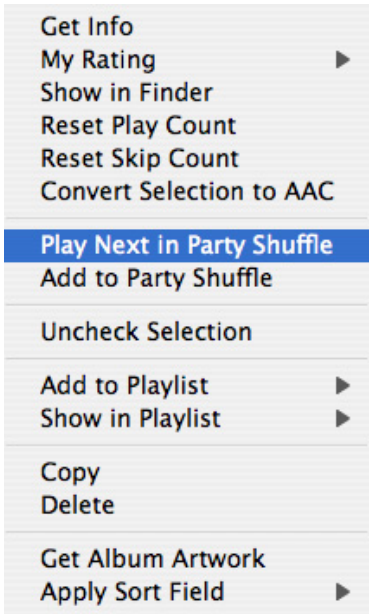 Get Info
My Rating
Show in Finder
Reset Play Count
Reset Skip Count
Convert Selection to AAC
Play Next in Party Shuffle
Add to Party Shuffle
Uncheck Selection
Add to Playlist
Show in Playlist
Copy
Delete
Get Album Artwork
Apply Sort Field